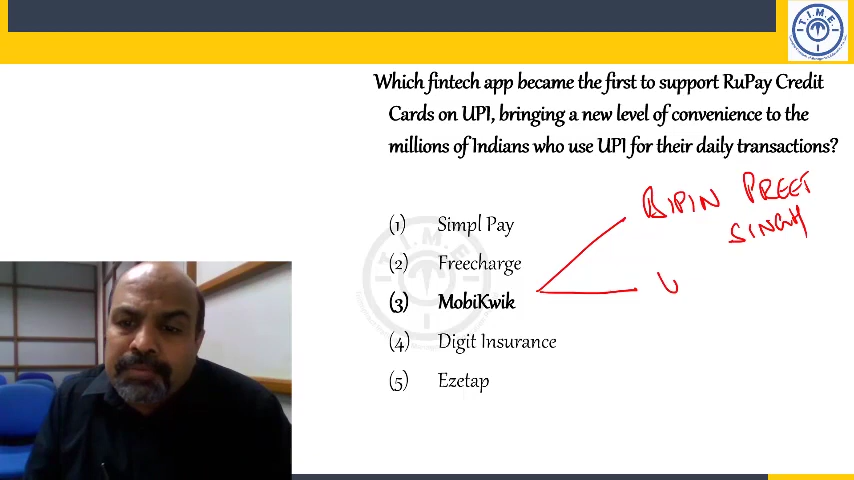 T.I.M.E.
Which fintech app became the first to support RuPay Credit
Cards on UPI, bringing a new level of convenience to the
millions of Indians who use UPI for their daily transactions?
BIPIN PREET
SINGH
(1) Simpl Pay
(2) Freecharge
(3) MobiKwik
U
(4) Digit Insurance
(5) Ezetap